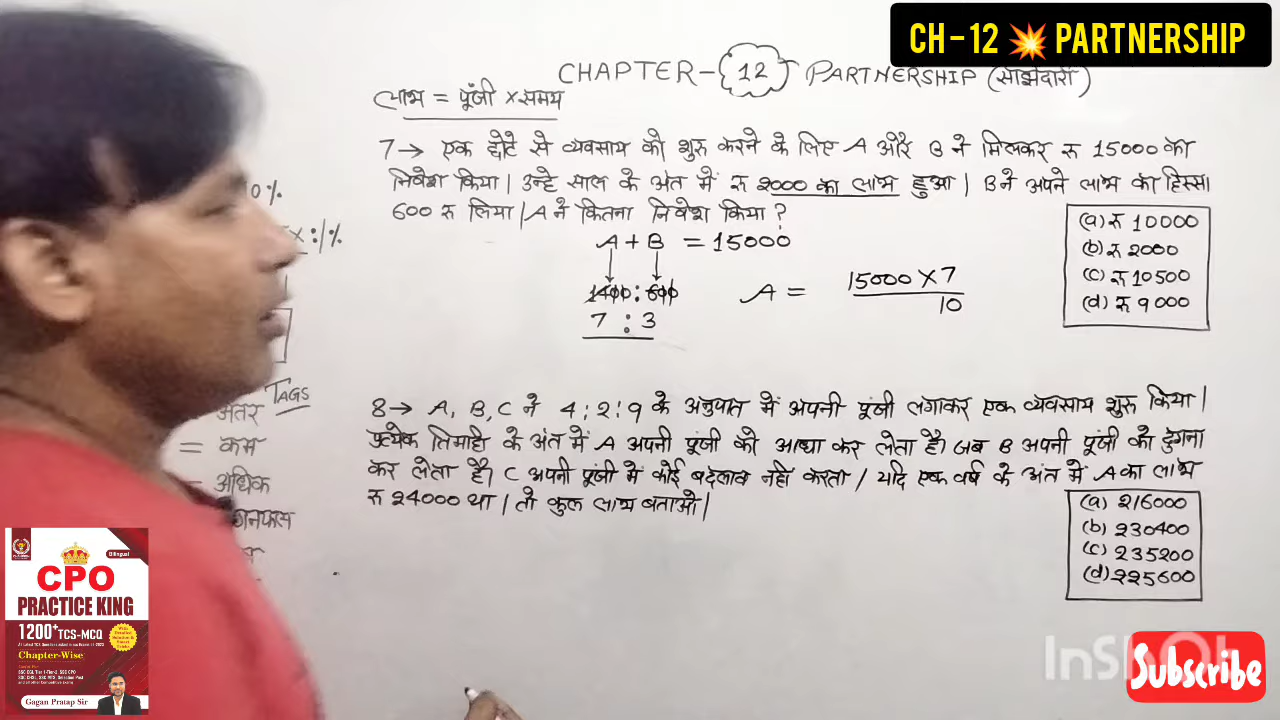 CH - 12 💥 PARTNERSHIP
CHAPTER - 12 PARTNERSHIP (साझेदारी)
लाभ = पूंजी × समय
7 → एक छोटे से व्यवसाय को शुरू करने के लिए A और B ने मिलकर रु 15000 का
निवेश किया। उन्हे साल के अंत में रु 2000 का लाभ हुआ। B ने अपने लाभ का हिस्सा
600 रु लिया। A ने कितना निवेश किया ?
(a) रु 10000
(b) रु 2000
(c) रु 10500
(d) रु 9000
A + B = 15000
1400 : 600
7 : 3
A = 15000 × 7
10
8 → A, B, C ने 4 : 2 : 9 के अनुपात में अपनी पूंजी लगाकर एक व्यवसाय शुरू किया।
प्रत्येक तिमाही के अंत में A अपनी पूंजी को आधा कर लेता है। जब B अपनी पूंजी को दुगना
कर लेता है। C अपनी पूंजी में कोई बदलाव नही करता / यदि एक वर्ष के अंत में A का लाभ
रु 24000 था। तो कुल लाभ बताओ।
(a) 216000
(b) 230400
(c) 235200
(d) 225600
0%
× : / %
TAGS
अंतर
= कम
= अधिक
Bilingual
CPO
PRACTICE KING
1200+ TCS-MCQ
Chapter-Wise
Gagan Pratap Sir
Subscribe